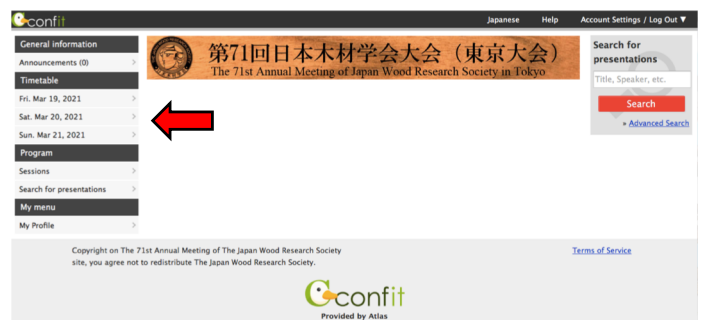 confit
Japanese Help Account Settings / Log Out ▼
General information
Announcements (0)
Timetable
Fri. Mar 19, 2021
Sat. Mar 20, 2021
Sun. Mar 21, 2021
Program
Sessions
Search for presentations
My menu
My Profile
第71回日本木材学会大会（東京大会）
The 71st Annual Meeting of Japan Wood Research Society in Tokyo
Search for
presentations
Title, Speaker, etc.
Search
» Advanced Search
Copyright on The 71st Annual Meeting of The Japan Wood Research Society
site, you agree not to redistribute The Japan Wood Research Society.
Terms of Service
confit
Provided by Atlas